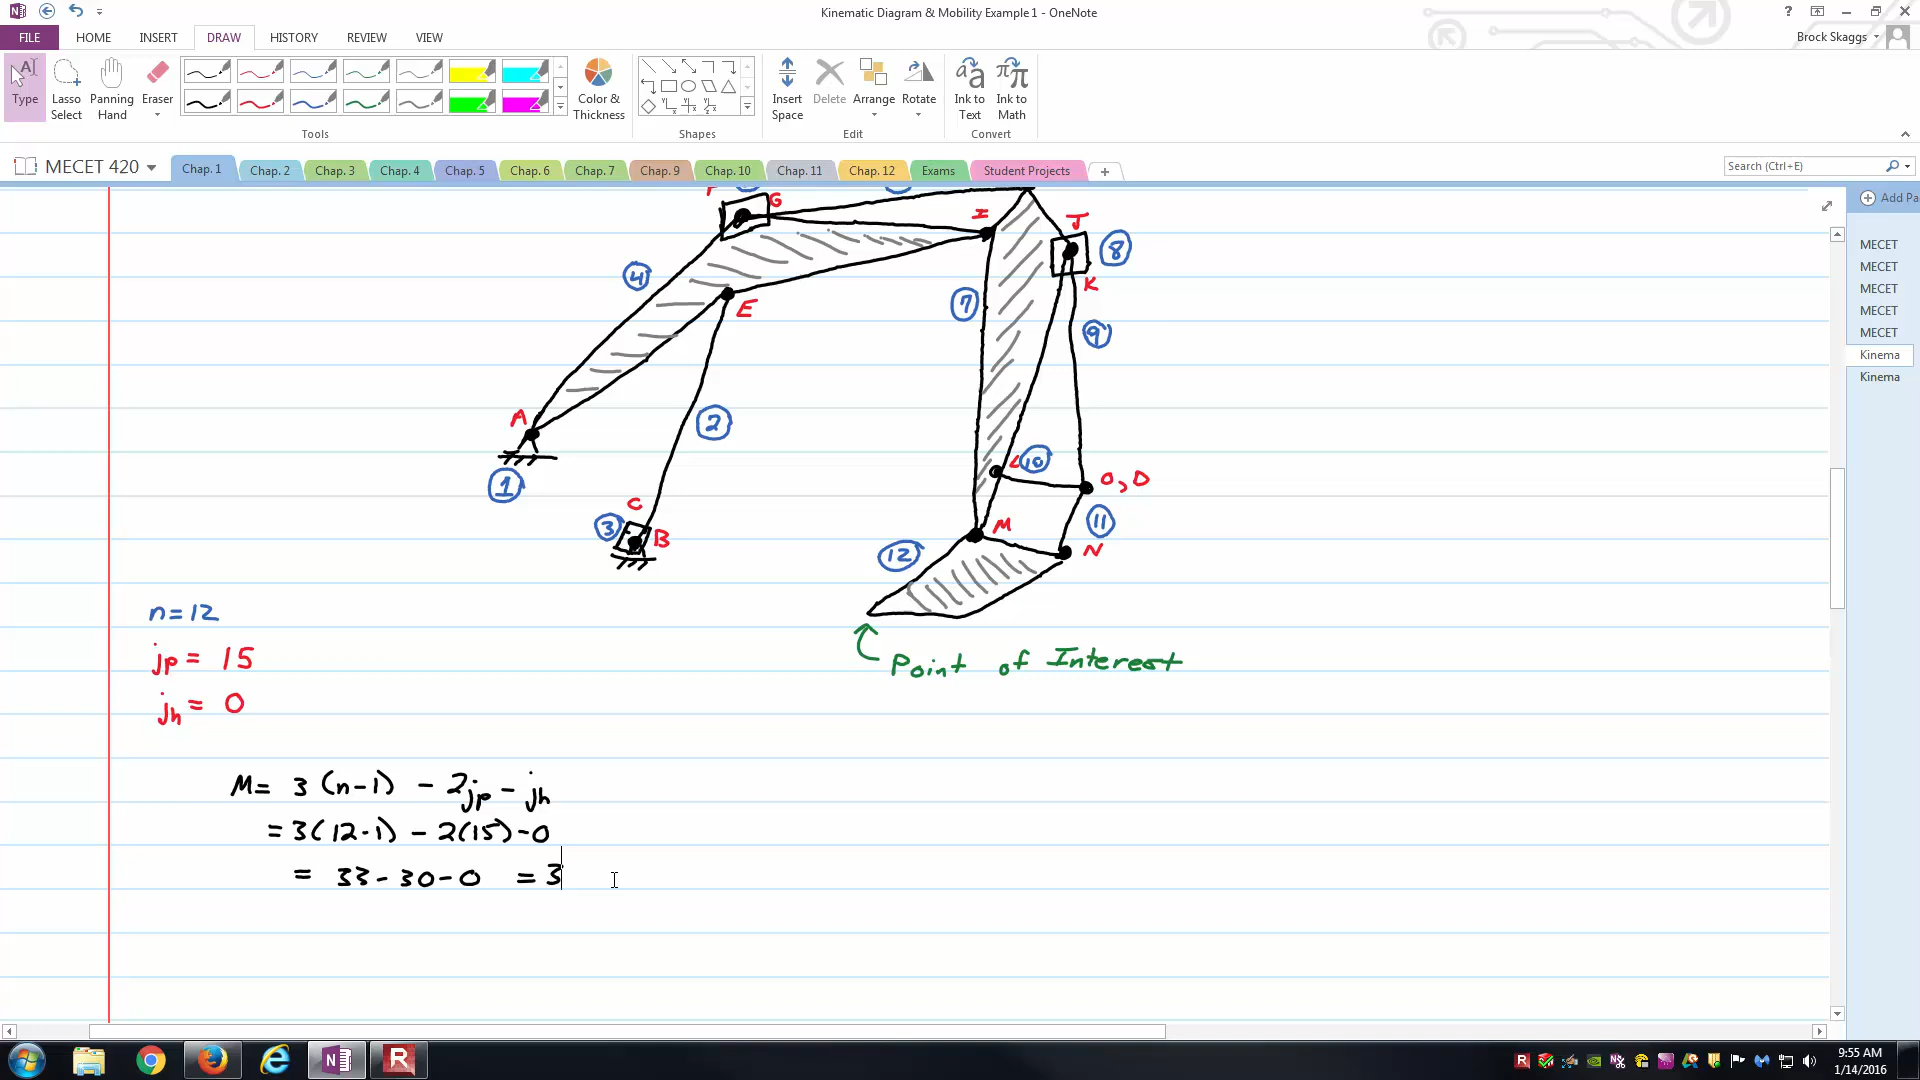 Kinematic Diagram & Mobility Example1 - OneNote
FILE HOME INSERT DRAW HISTORY REVIEW VIEW
Brock Skaggs
Type
Lasso Select
Panning Hand
Eraser
Color & Thickness
Insert Space
Delete
Arrange
Rotate
Ink to Text
Ink to Math
Tools
Shapes
Edit
Convert
MECET 420
Chap. 1 Chap. 2 Chap. 3 Chap. 4 Chap. 5 Chap. 6 Chap. 7 Chap. 9 Chap. 10 Chap. 11 Chap. 12 Exams Student Projects
Search (Ctrl+E)
Add Pa
MECET
MECET
MECET
MECET
MECET
Kinema
Kinema
G
I
J
8
K
4
E
7
9
A
2
1
L 10
O, D
C
3
B
M
11
N
12
Point of Interest
n=12
jp = 15
jh = 0
M= 3 (n-1) - 2jp - jh
= 3(12-1) - 2(15)-0
= 33-30-0 = 3
9:55 AM
1/14/2016